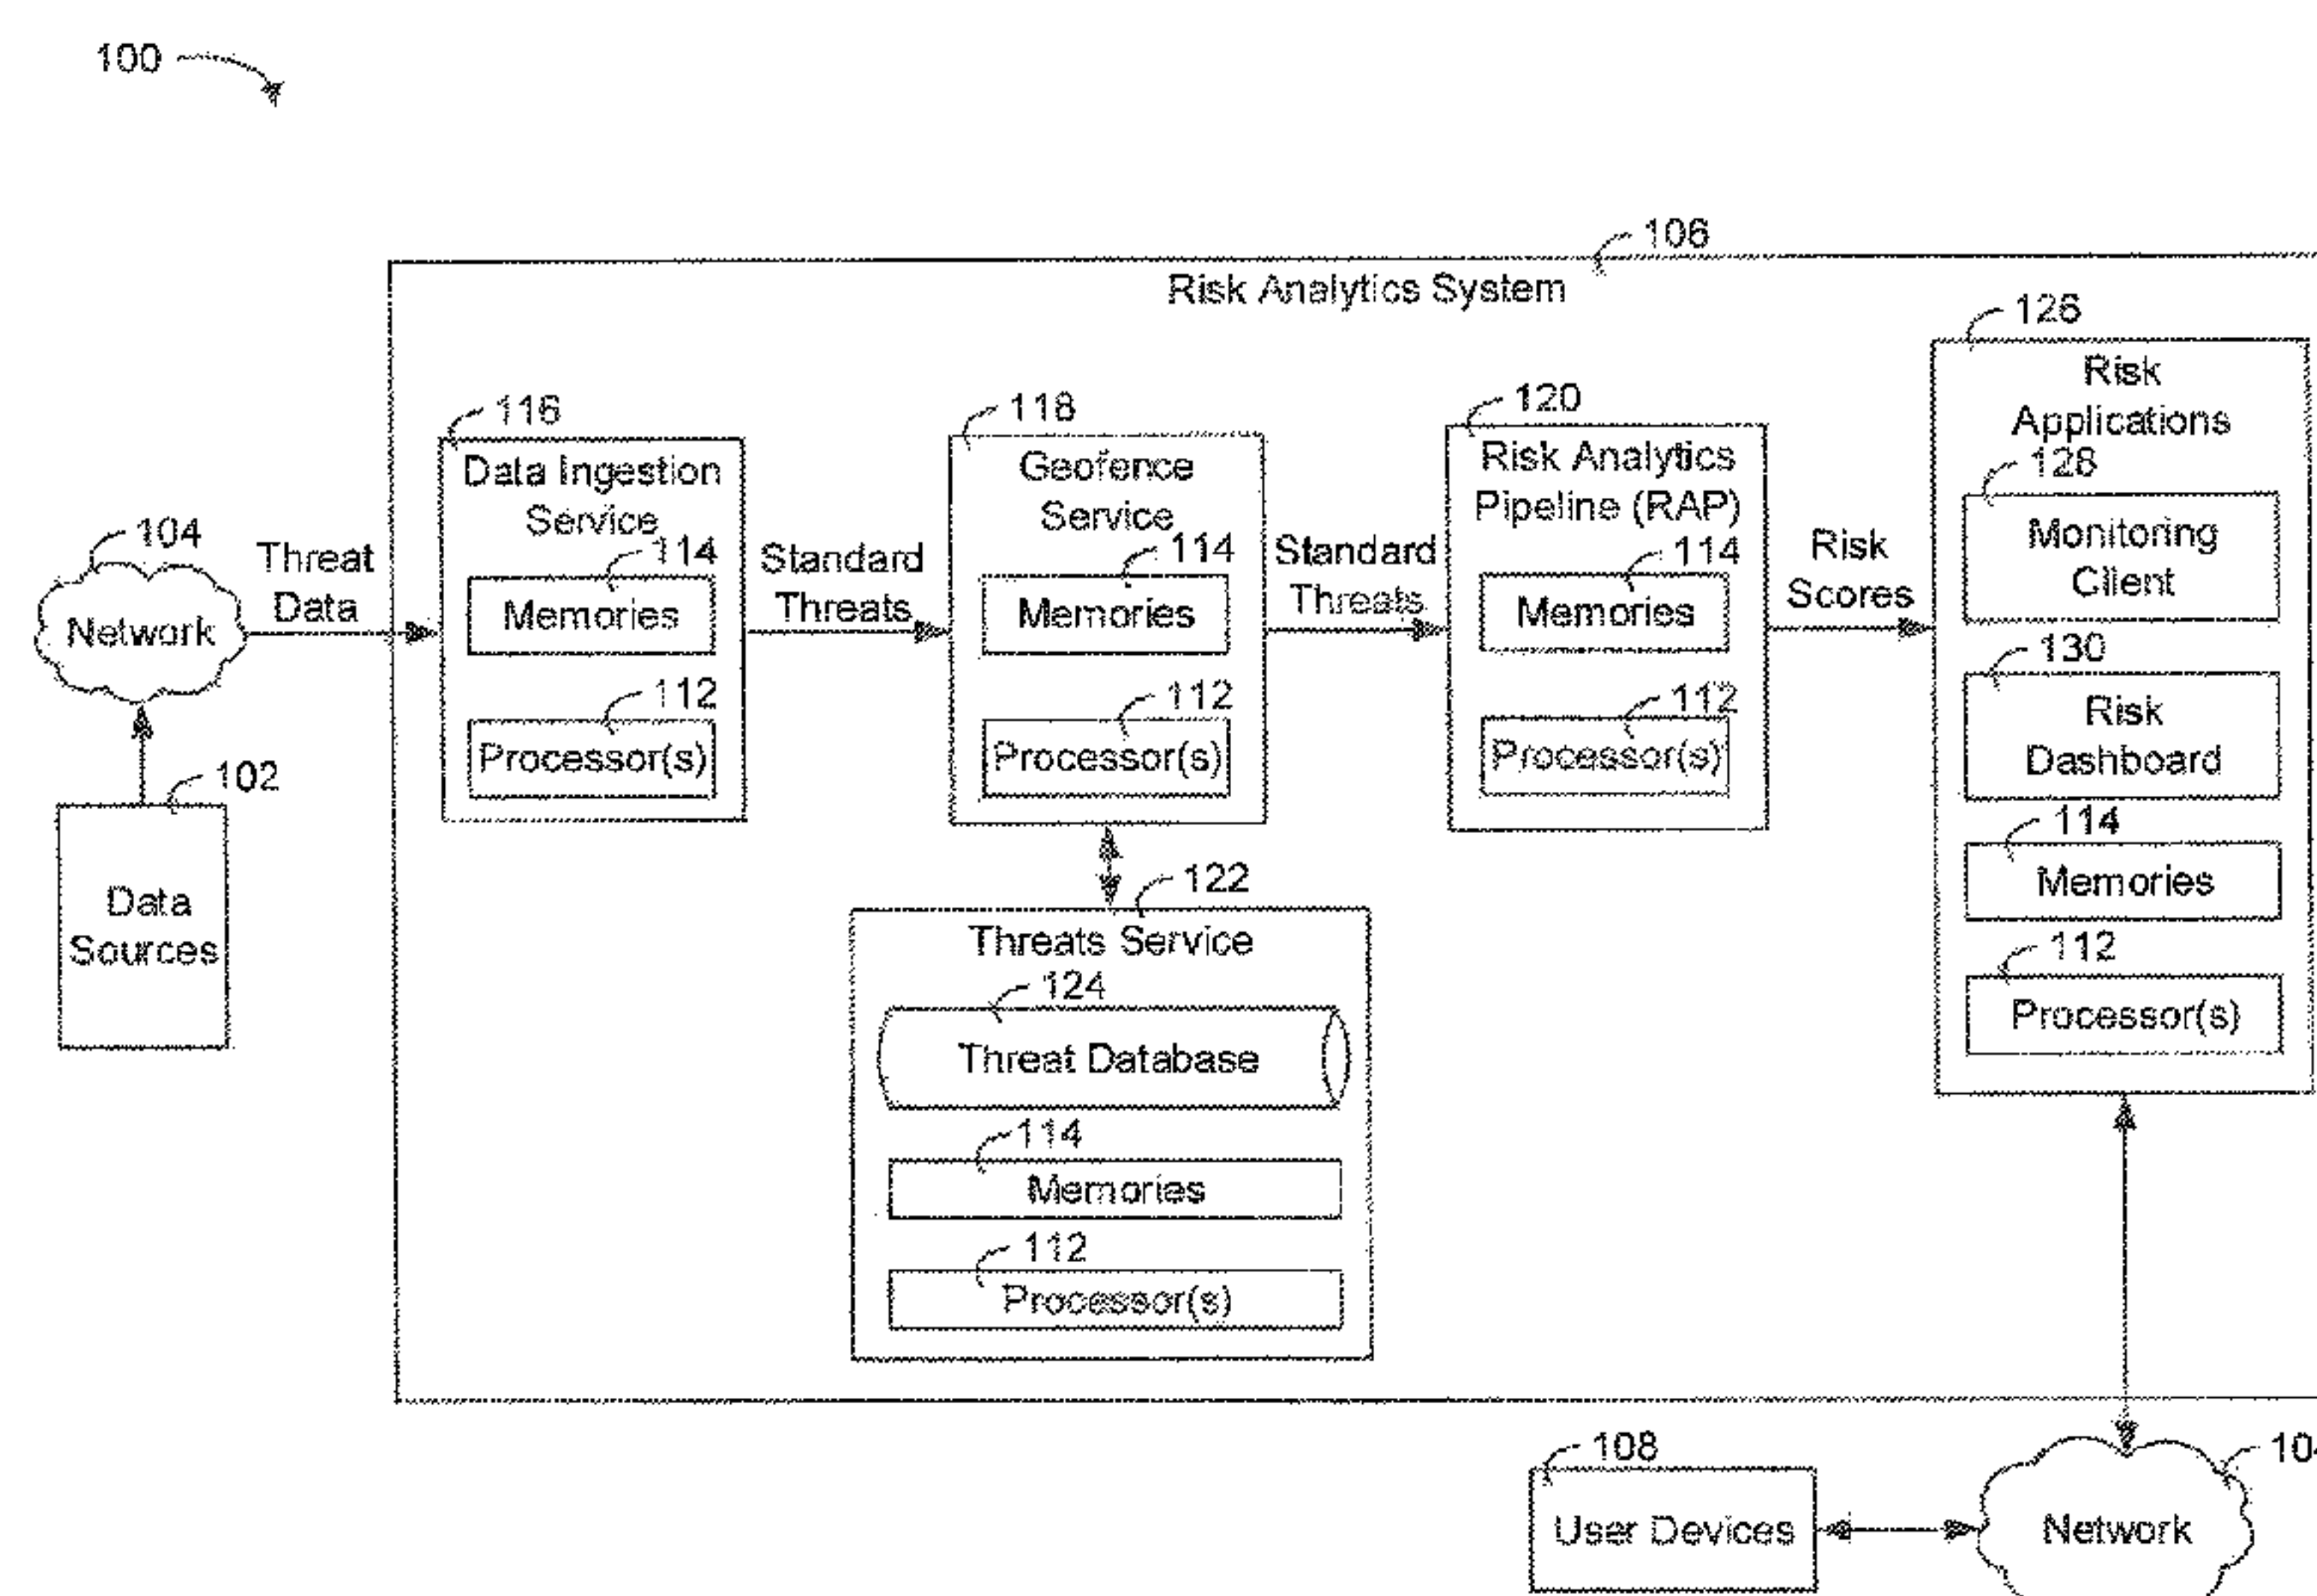 100
106
Risk Analytics System
126
Risk
Applications
128
Monitoring
Client
130
Risk
Dashboard
114
Memories
112
Processor(s)
116
Data Ingestion
Service
114
Memories
112
Processor(s)
118
Geofence
Service
114
Memories
112
Processor(s)
120
Risk Analytics
Pipeline (RAP)
114
Memories
112
Processor(s)
104
Network
Threat
Data
Standard
Threats
Standard
Threats
Risk
Scores
102
Data
Sources
122
Threats Service
124
Threat Database
114
Memories
112
Processor(s)
108
User Devices
Network